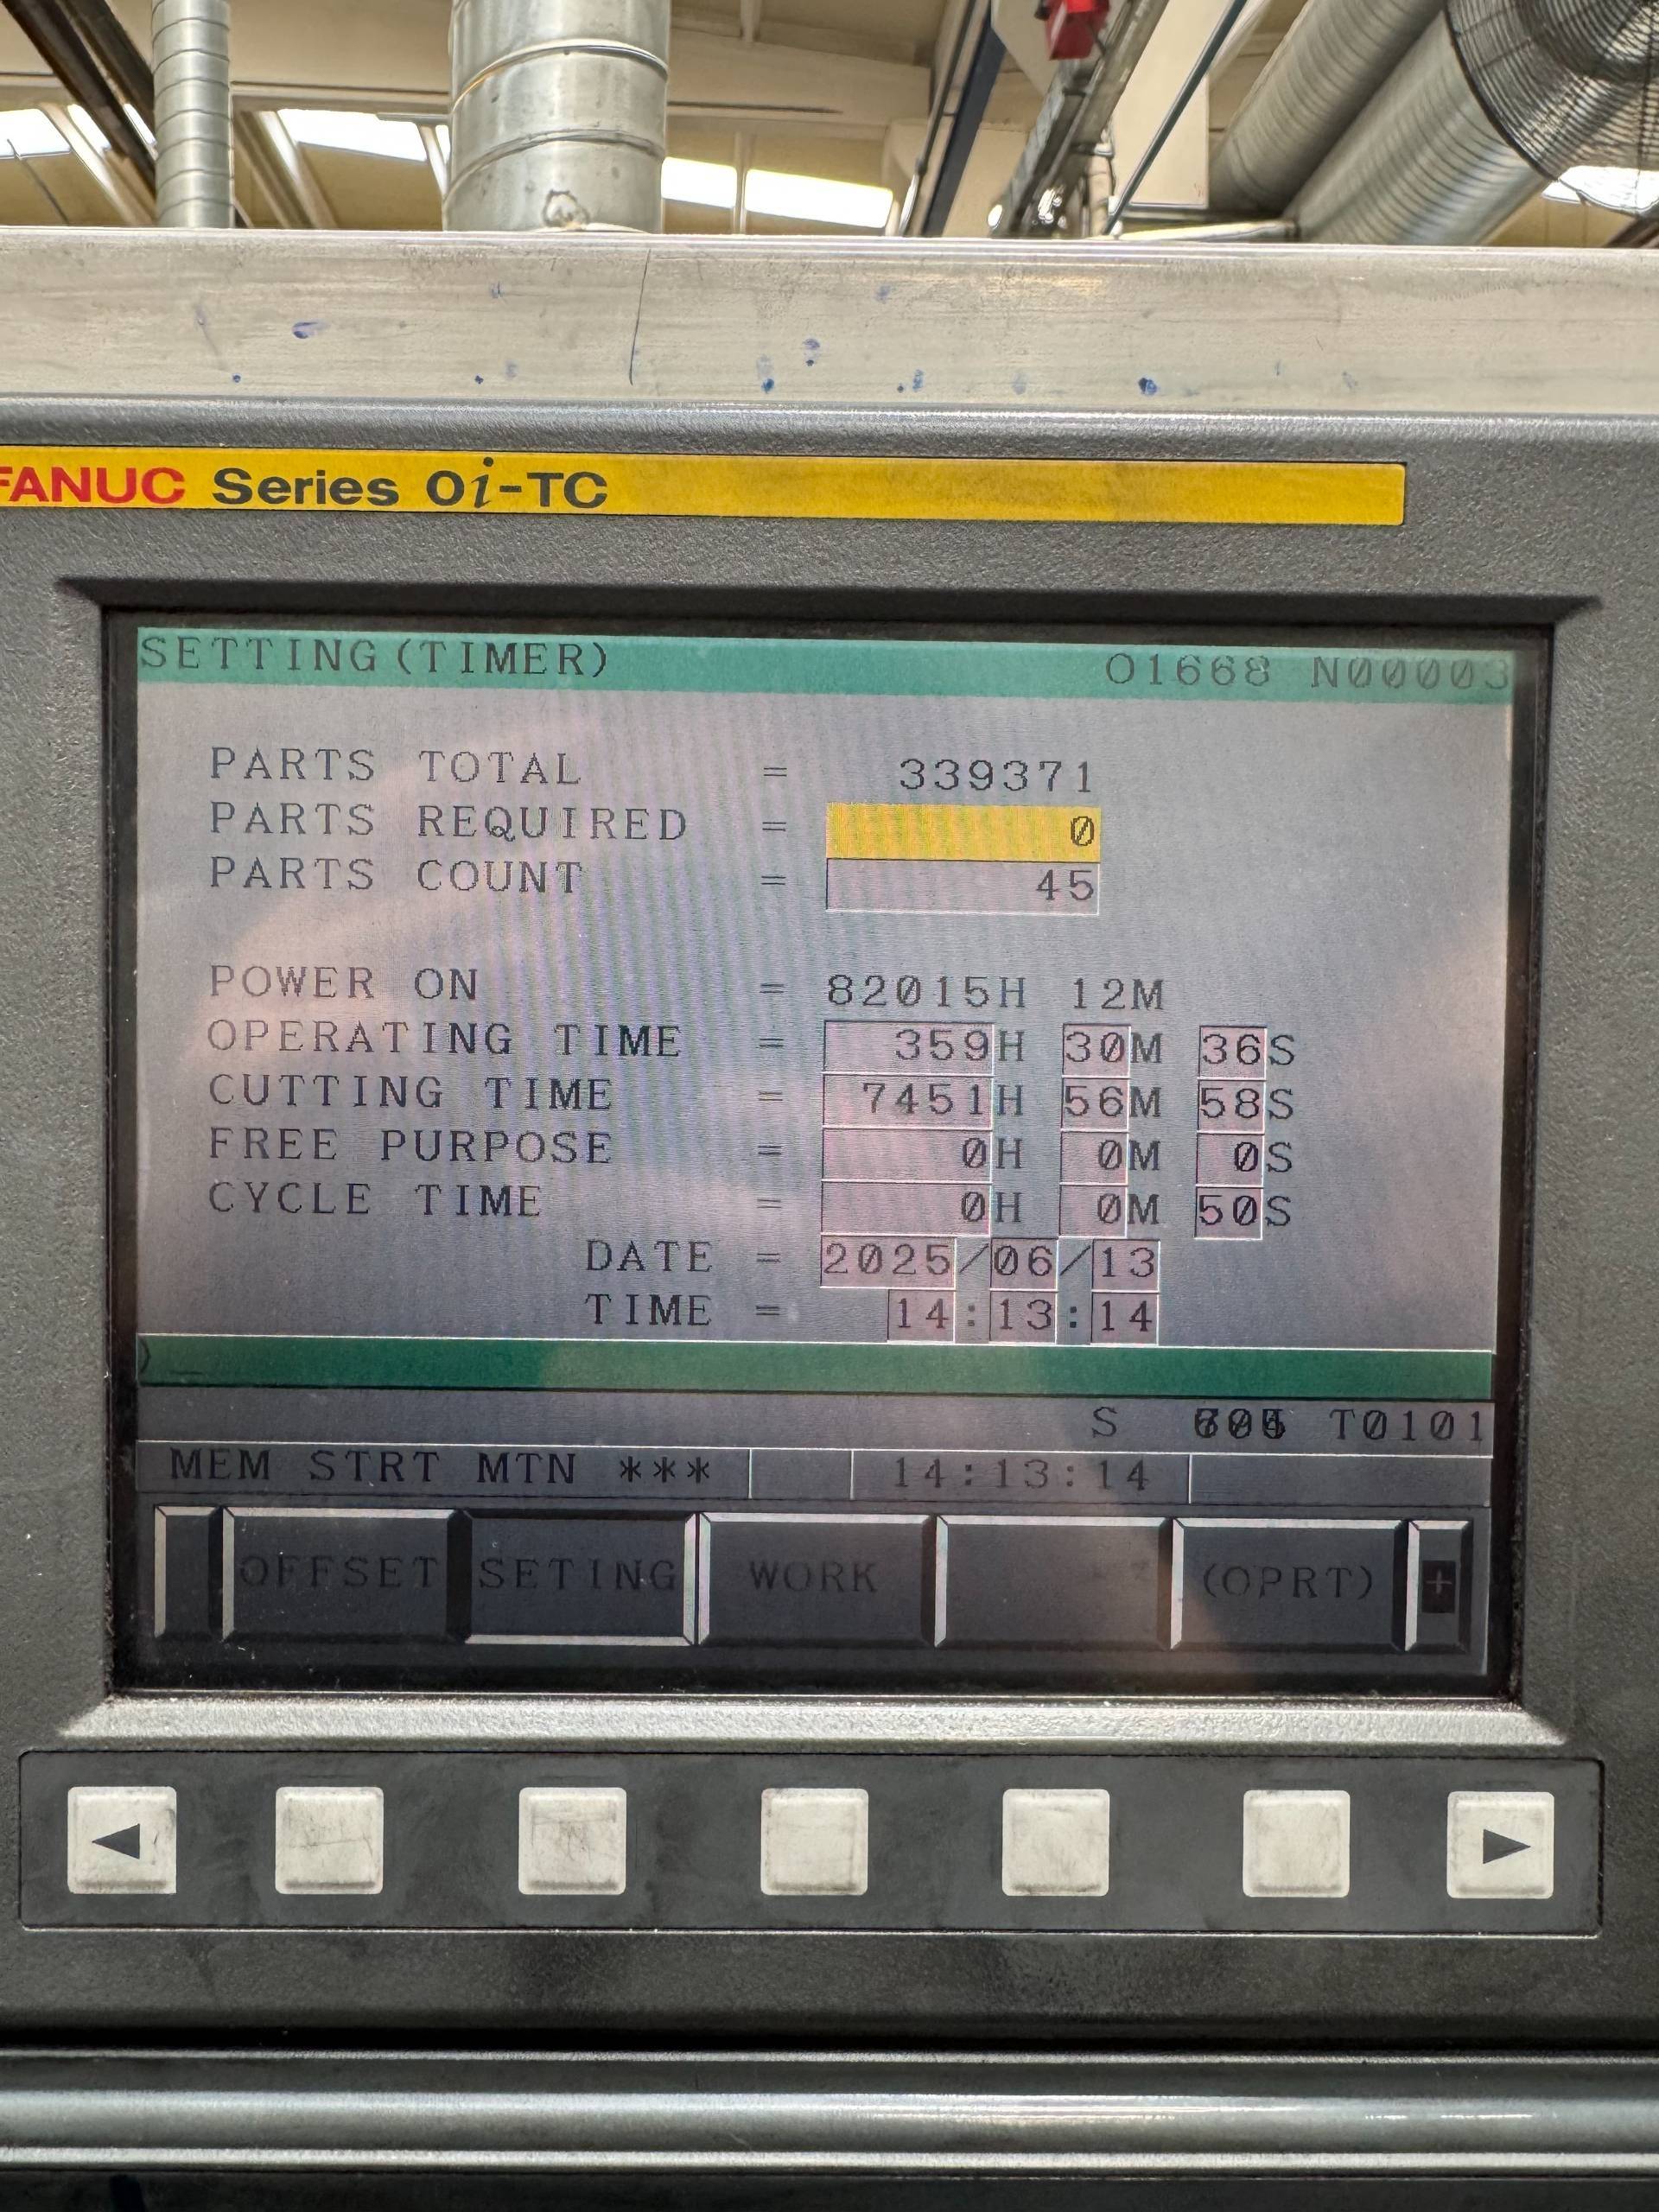 FANUC Series 0i-TC
SETTING(TIMER) O1668 N00003
PARTS TOTAL = 339371
PARTS REQUIRED = 0
PARTS COUNT = 45
POWER ON = 82015H 12M
OPERATING TIME = 359H 30M 36S
CUTTING TIME = 7451H 56M 58S
FREE PURPOSE = 0H 0M 0S
CYCLE TIME = 0H 0M 50S
DATE = 2025/06/13
TIME = 14:13:14
)_
S T0101
MEM STRT MTN *** 14:13:14
OFFSET SETING WORK (OPRT) +